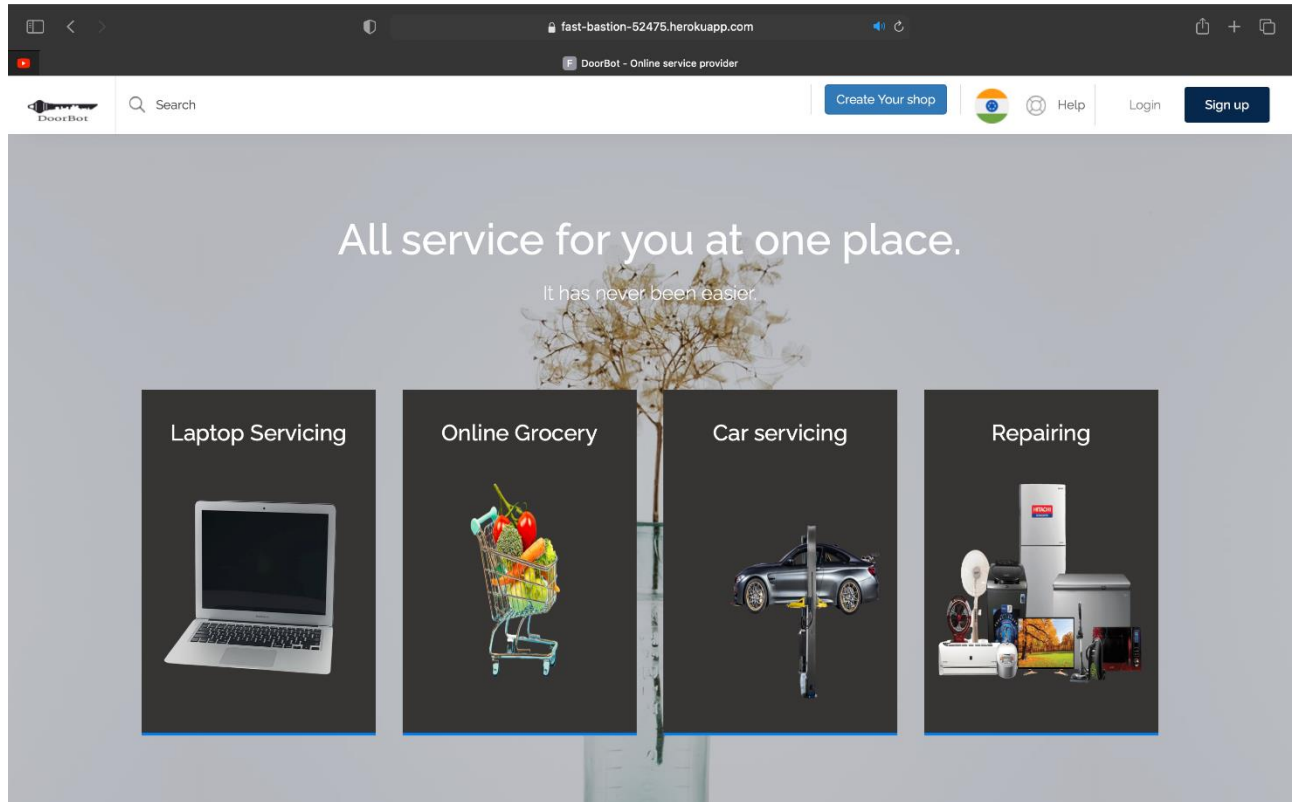 fast-bastion-52475.herokuapp.com
F DoorBot - Online service provider
DoorBot
Search
Create Your shop
Help
Login
Sign up
All service for you at one place.
It has never been easier.
Laptop Servicing
Online Grocery
Car servicing
Repairing
HITACHI